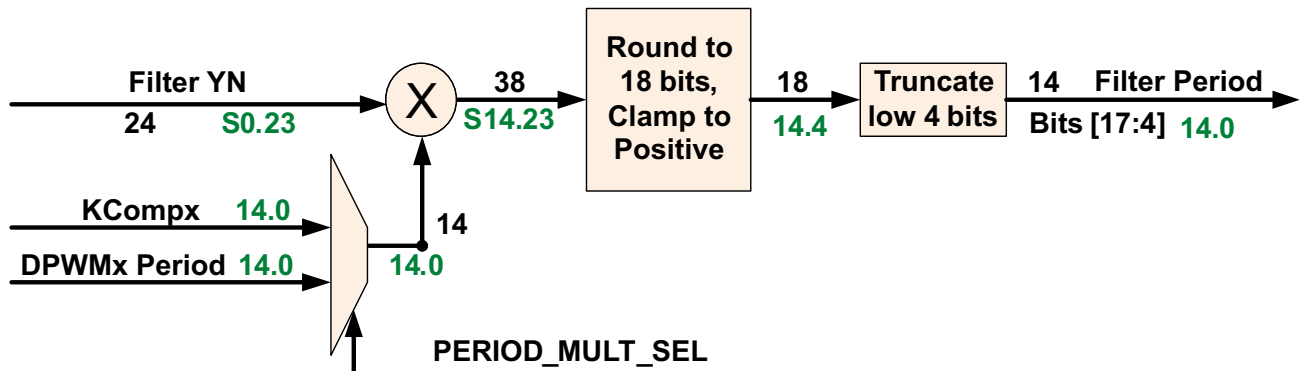 Filter YN
24 S0.23
X
38
S14.23
Round to
18 bits,
Clamp to
Positive
18
14.4
Truncate
low 4 bits
14 Filter Period
Bits [17:4] 14.0
KCompx 14.0
DPWMx Period 14.0
14
14.0
PERIOD_MULT_SEL